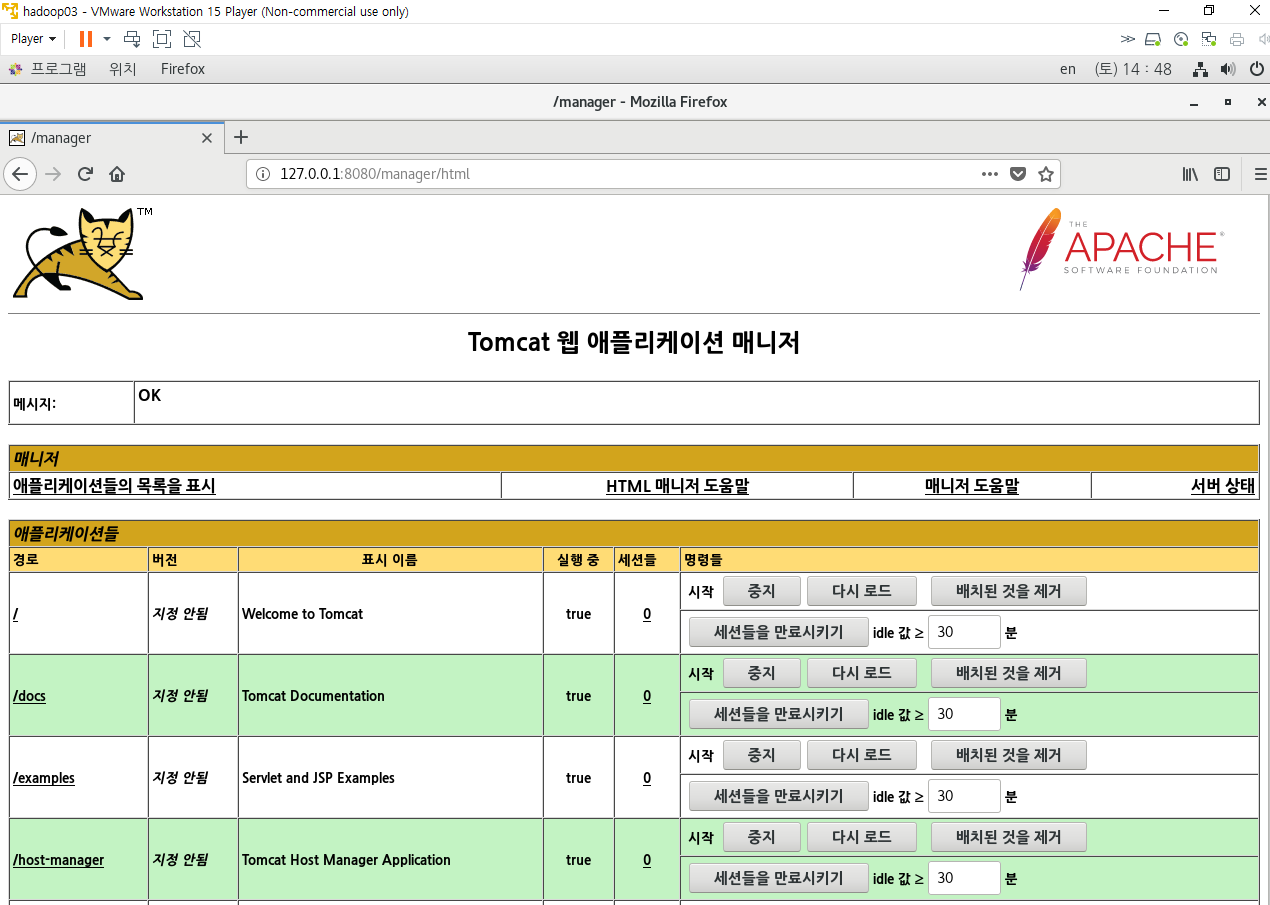 hadoop03 - VMware Workstation 15 Player (Non-commercial use only)
Player
프로그램 위치 Firefox en (토) 14 : 48
/manager - Mozilla Firefox
/manager
127.0.0.1:8080/manager/html
TM
THE
APACHE®
SOFTWARE FOUNDATION
Tomcat 웹 애플리케이션 매니저
메시지: OK
매니저
애플리케이션들의 목록을 표시 HTML 매니저 도움말 매니저 도움말 서버 상태
애플리케이션들
경로 버전 표시 이름 실행 중 세션들 명령들
시작 중지 다시 로드 배치된 것을 제거
/ 지정 안됨 Welcome to Tomcat true 0
세션들을 만료시키기 idle 값 ≥ 30 분
시작 중지 다시 로드 배치된 것을 제거
/docs 지정 안됨 Tomcat Documentation true 0
세션들을 만료시키기 idle 값 ≥ 30 분
시작 중지 다시 로드 배치된 것을 제거
/examples 지정 안됨 Servlet and JSP Examples true 0
세션들을 만료시키기 idle 값 ≥ 30 분
시작 중지 다시 로드 배치된 것을 제거
/host-manager 지정 안됨 Tomcat Host Manager Application true 0
세션들을 만료시키기 idle 값 ≥ 30 분